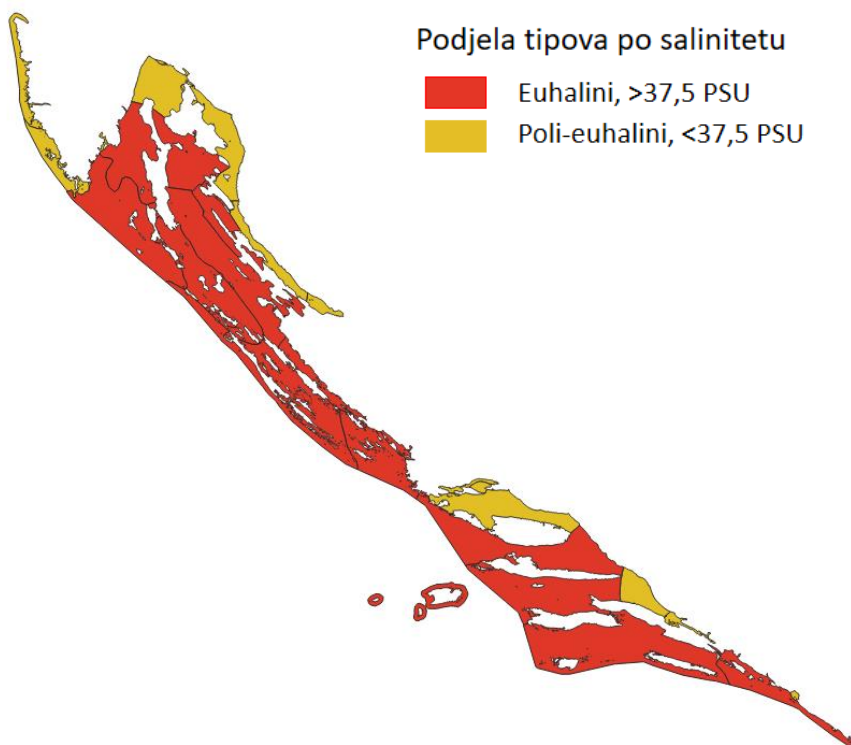 Podjela tipova po salinitetu
Euhalini, >37,5 PSU
Poli-euhalini, <37,5 PSU